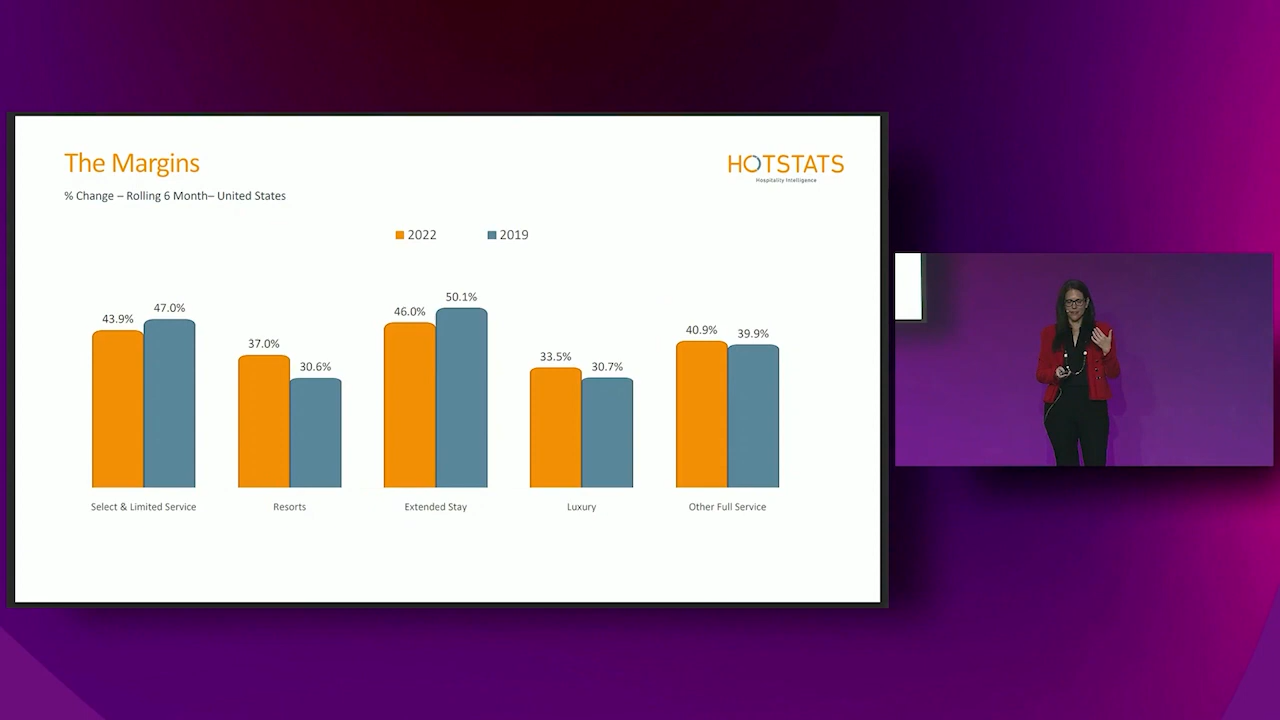 The Margins
HOTSTATS
Hospitality Intelligence
% Change – Rolling 6 Month– United States
2022 2019
43.9% 47.0% 37.0% 30.6% 46.0% 50.1% 33.5% 30.7% 40.9% 39.9%
Select & Limited Service Resorts Extended Stay Luxury Other Full Service